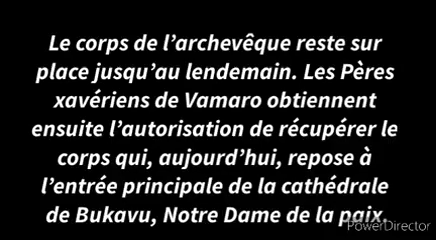 Le corps de l’archevêque reste sur
place jusqu’au lendemain. Les Pères
xavériens de Vamaro obtiennent
ensuite l’autorisation de récupérer le
corps qui, aujourd’hui, repose à
l’entrée principale de la cathédrale
de Bukavu, Notre Dame de la paix.
PowerDirector